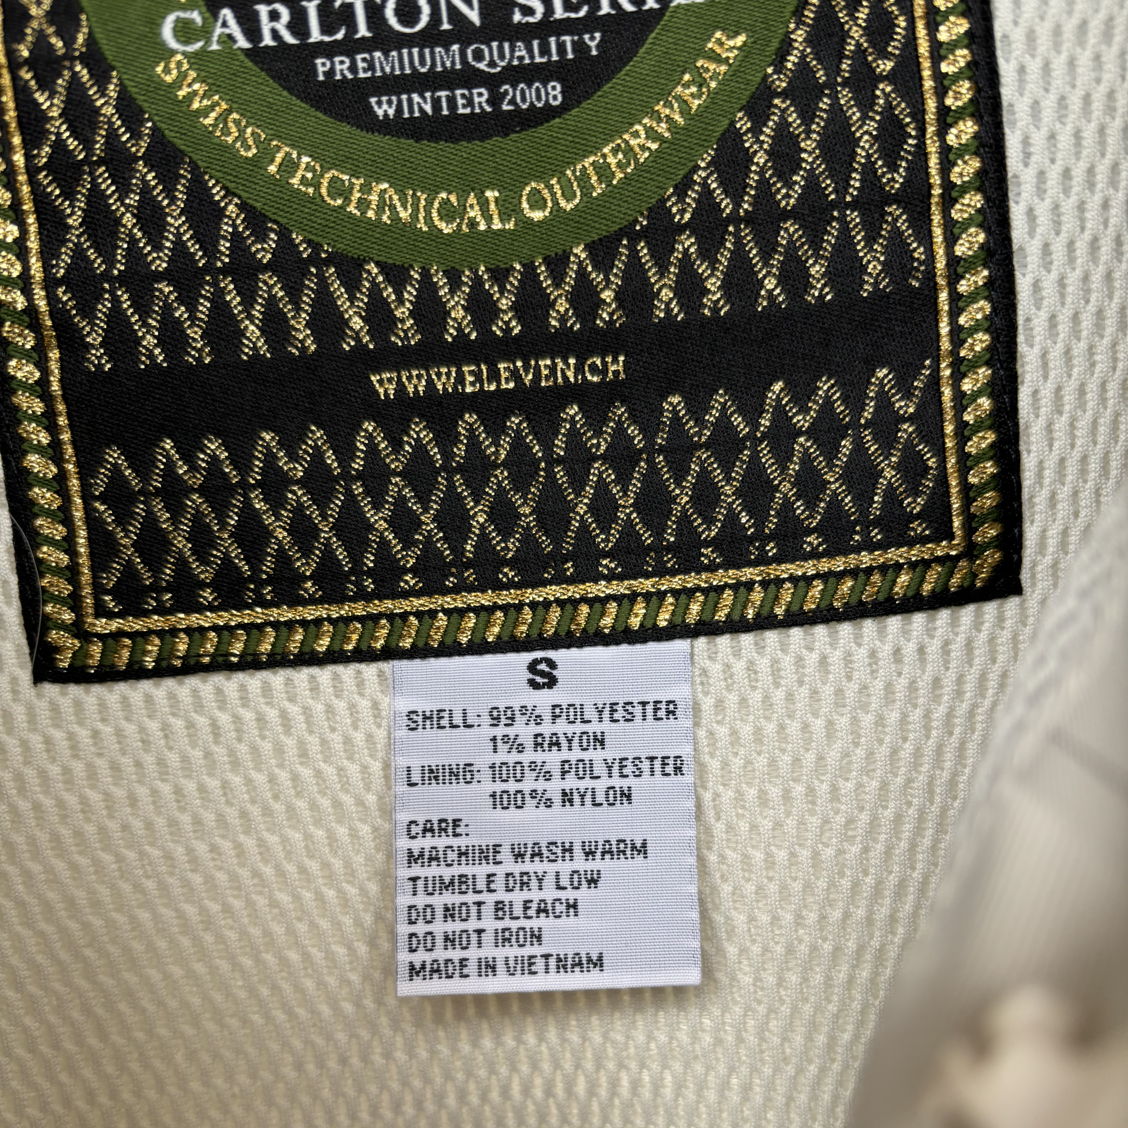 CARLTON SERIE
PREMIUM QUALITY
WINTER 2008
SWISS TECHNICAL OUTERWEAR
WWW.ELEVEN.CH
S
SHELL: 99% POLYESTER
1% RAYON
LINING: 100% POLYESTER
100% NYLON
CARE:
MACHINE WASH WARM
TUMBLE DRY LOW
DO NOT BLEACH
DO NOT IRON
MADE IN VIETNAM